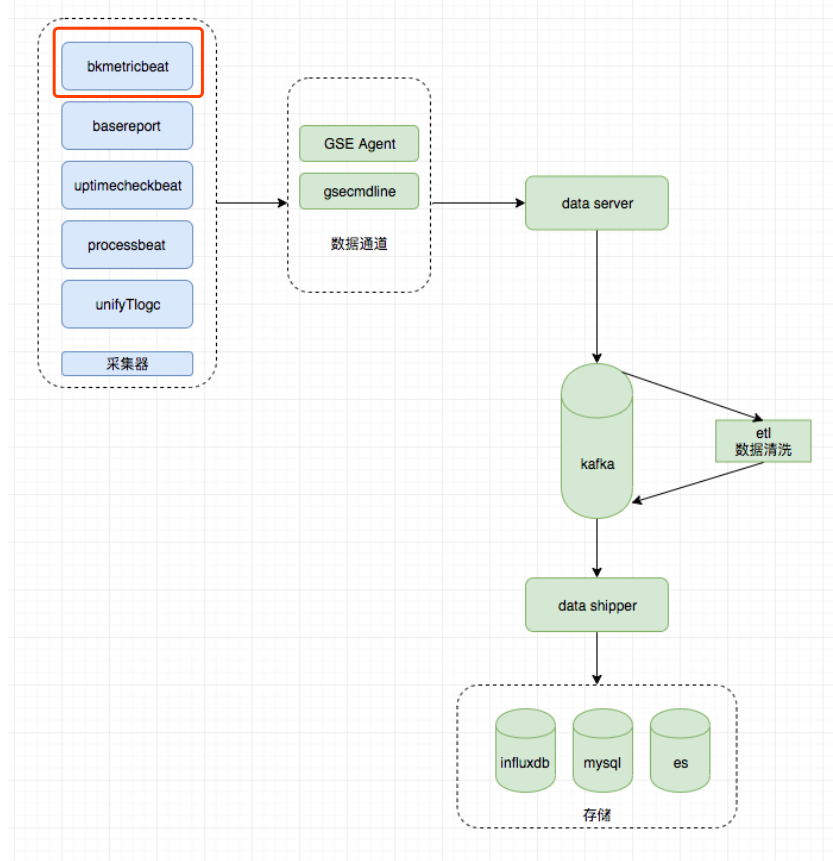 bkmetricbeat
basereport
uptimecheckbeat
processbeat
unifyTlogc
采集器
GSE Agent
gsecmdline
数据通道
data server
kafka
etl
数据清洗
data shipper
influxdb
mysql
es
存储